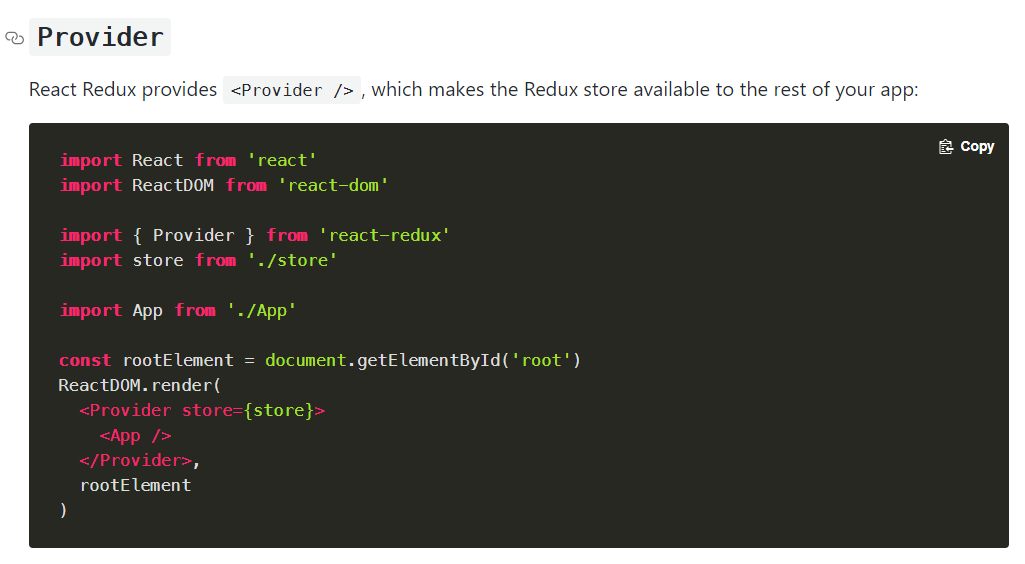 Provider
React Redux provides <Provider />, which makes the Redux store available to the rest of your app:
Copy
import React from 'react'
import ReactDOM from 'react-dom'
import { Provider } from 'react-redux'
import store from './store'
import App from './App'
const rootElement = document.getElementById('root')
ReactDOM.render(
  <Provider store={store}>
    <App />
  </Provider>,
  rootElement
)